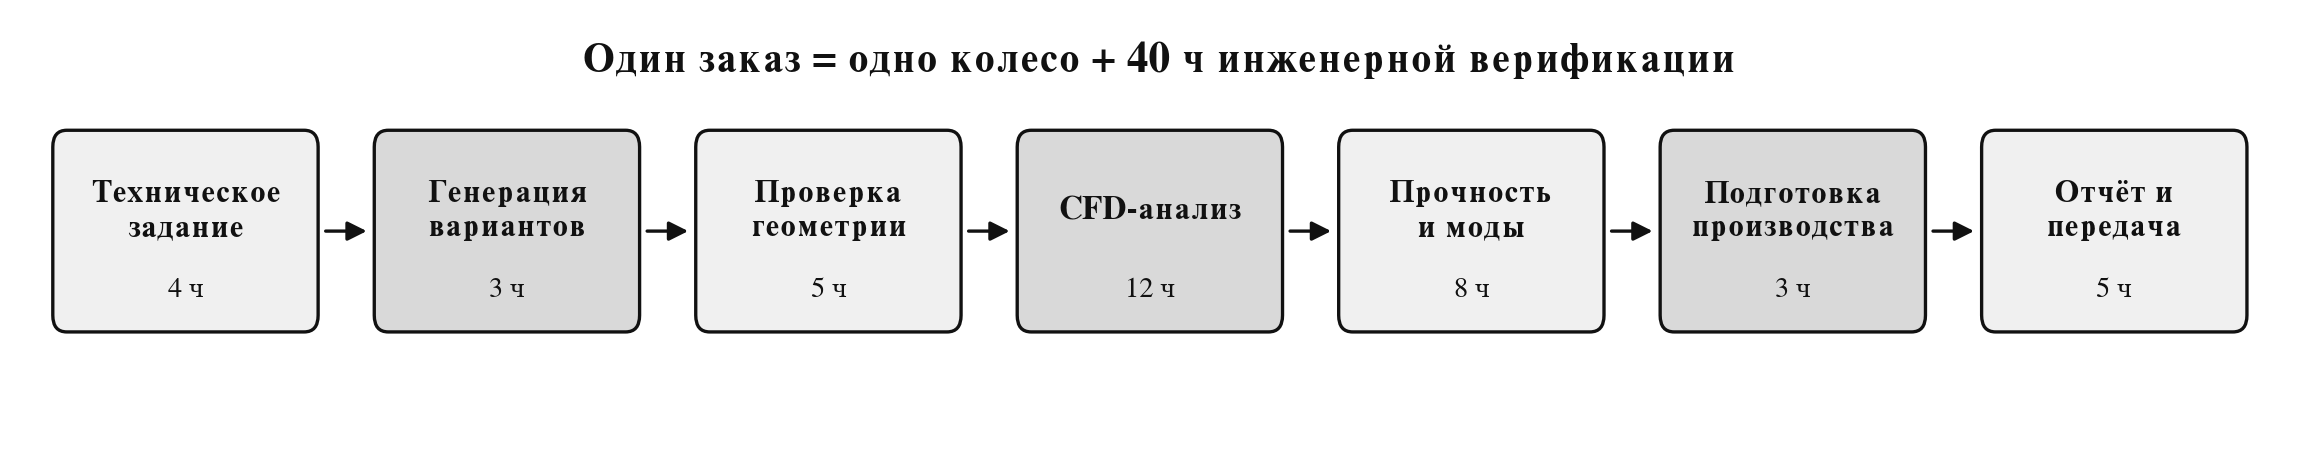 Один заказ = одно колесо + 40 ч инженерной верификации
Техническое
задание
4 ч
Генерация
вариантов
3 ч
Проверка
геометрии
5 ч
CFD-анализ
12 ч
Прочность
и моды
8 ч
Подготовка
производства
3 ч
Отчёт и
передача
5 ч